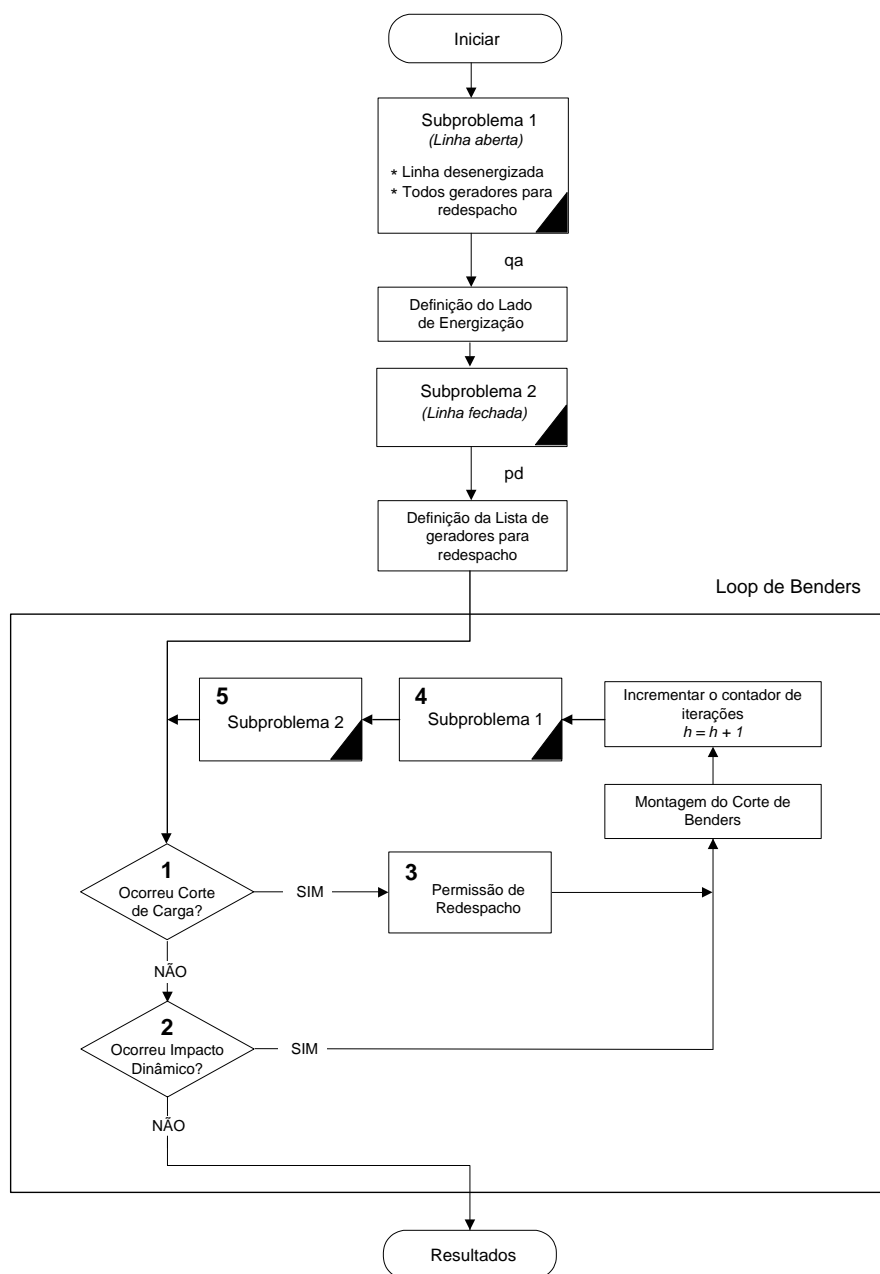 Iniciar
Subproblema 1
(Linha aberta)
* Linha desenergizada
* Todos geradores para
redespacho
qa
Definição do Lado
de Energização
Subproblema 2
(Linha fechada)
pd
Definição da Lista de
geradores para
redespacho
Loop de Benders
5
Subproblema 2
4
Subproblema 1
Incrementar o contador de
iterações
h = h + 1
Montagem do Corte de
Benders
1
Ocorreu Corte
de Carga?
SIM
3
Permissão de
Redespacho
NÃO
2
Ocorreu Impacto
Dinâmico?
SIM
NÃO
Resultados